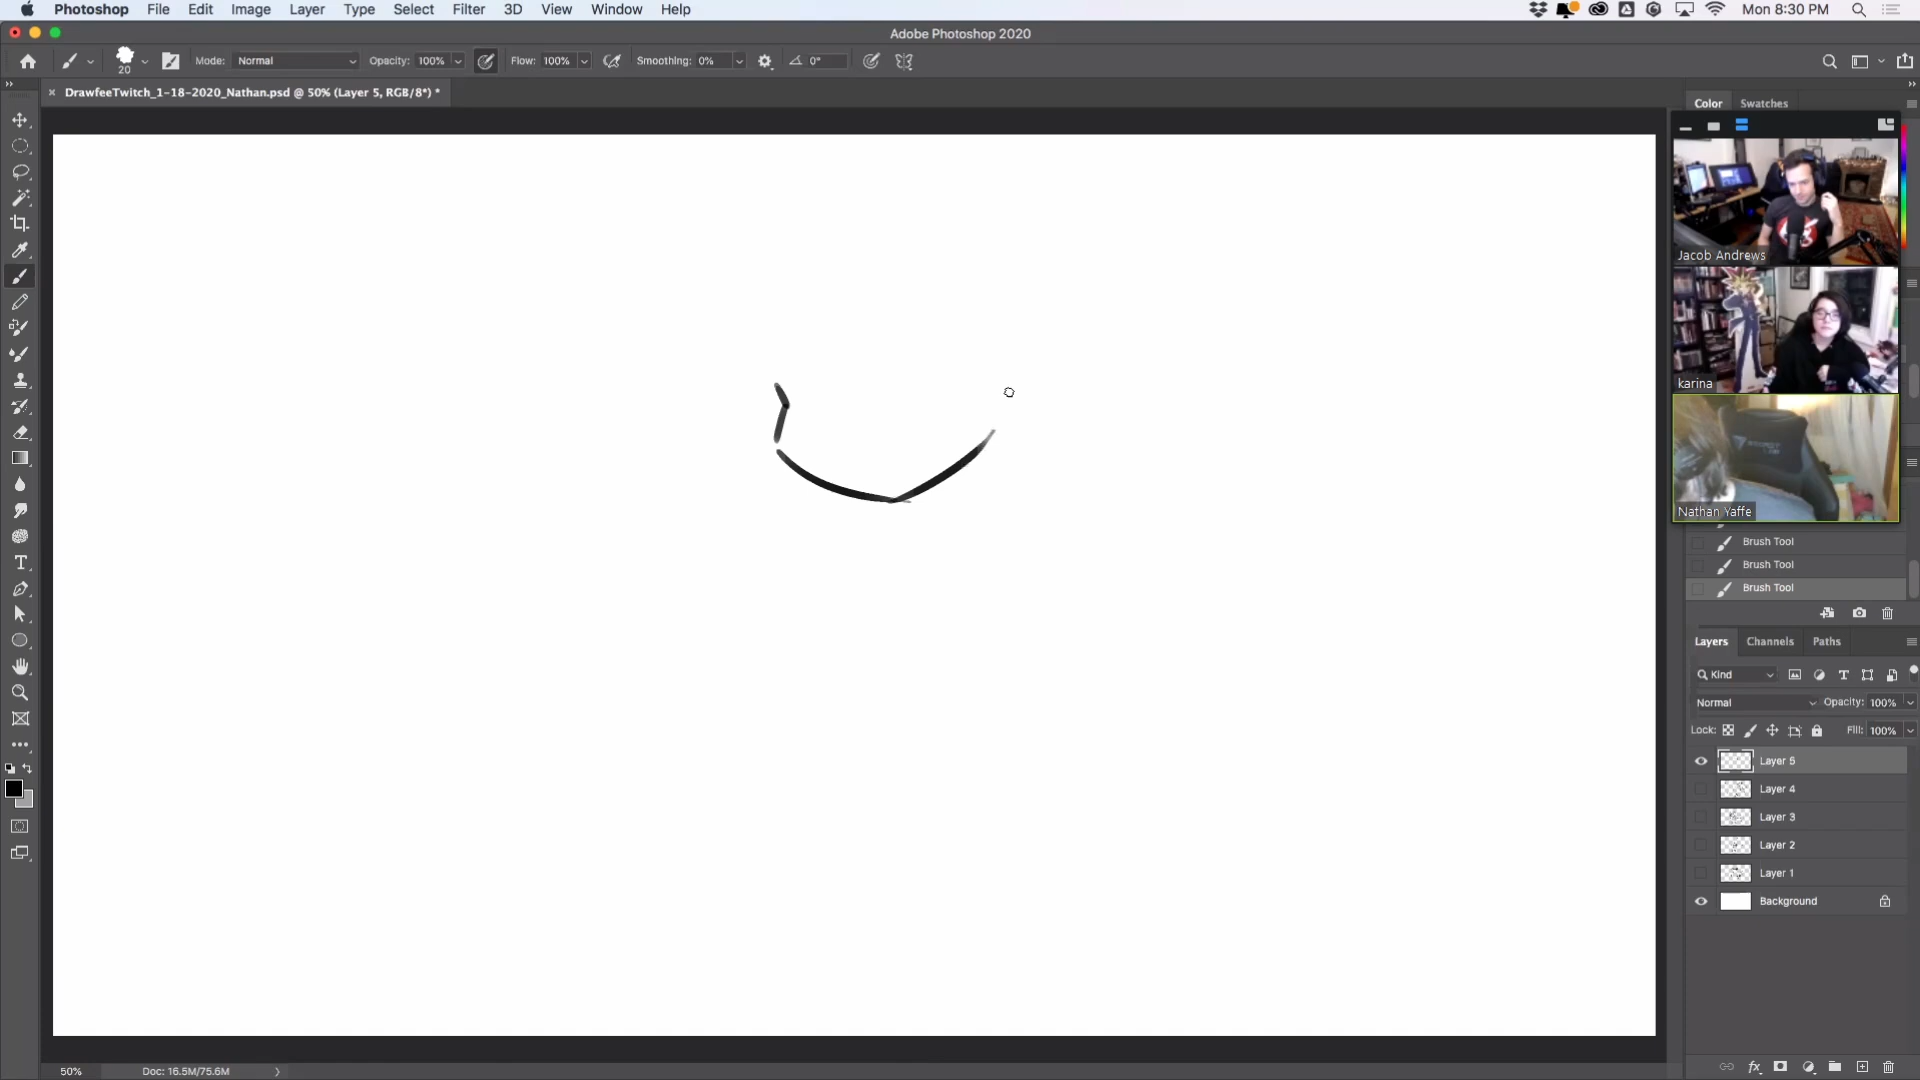 Photoshop File Edit Image Layer Type Select Filter 3D View Window Help Mon 8:30 PM
Adobe Photoshop 2020
20 Mode: Normal Opacity: 100% Flow: 100% Smoothing: 0% 0°
DrawfeeTwitch_1-18-2020_Nathan.psd @ 50% (Layer 5, RGB/8*) *
Color Swatches
Jacob Andrews
karina
Nathan Yaffe
Brush Tool
Brush Tool
Brush Tool
Layers Channels Paths
Kind
Normal Opacity: 100%
Lock: Fill: 100%
Layer 5
Layer 4
Layer 3
Layer 2
Layer 1
Background
50% Doc: 16.5M/75.6M